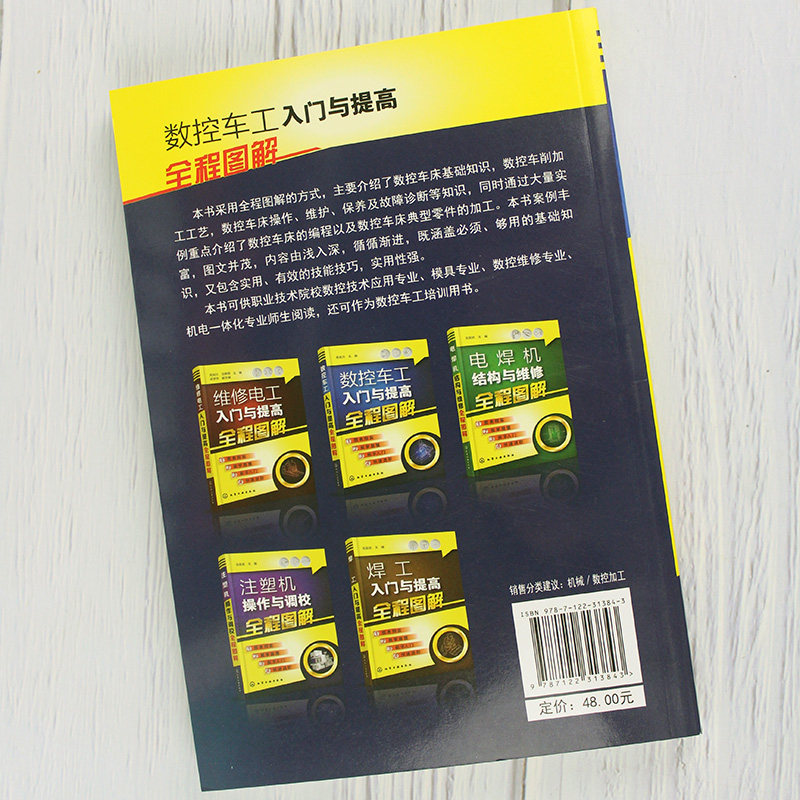 数控车工入门与提高
全程图解
本书采用全程图解的方式，主要介绍了数控车床基础知识，数控车削加
工工艺，数控车床操作、维护、保养及故障诊断等知识，同时通过大量实
例重点介绍了数控车床的编程以及数控车床典型零件的加工。本书案例丰
富，图文并茂，内容由浅入深，循循渐进，既涵盖必须、够用的基础知
识，又包含实用、有效的技能技巧，实用性强。
本书可供职业技术院校数控技术应用专业、模具专业、数控维修专业、
机电一体化专业师生阅读，还可作为数控车工培训用书。
维修电工
入门与提高
全程图解
数控车工
入门与提高
全程图解
电焊机
结构与维修
全程图解
注塑机
操作与调校
全程图解
焊工
入门与提高
全程图解
销售分类建议：机械/数控加工
ISBN 978-7-122-31384-3
9 787122 313843>
定价：48.00元